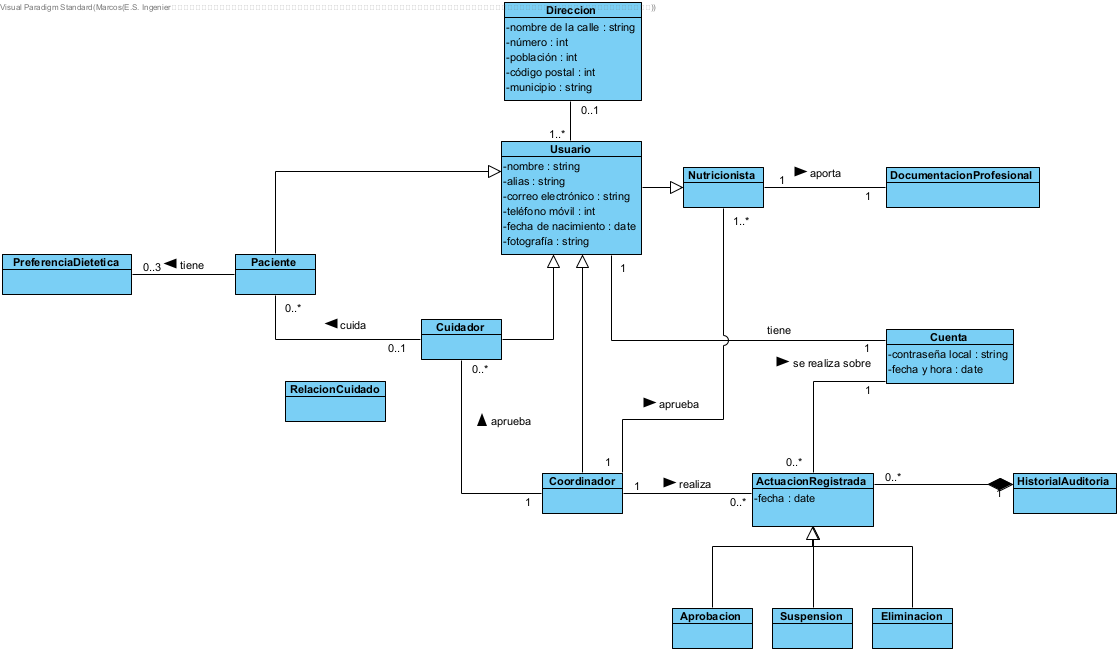 Visual Paradigm Standard(Marcos(E.S. Ingenier
Direccion
-nombre de la calle : string
-número : int
-población : int
-código postal : int
-municipio : string
0..1
1..*
Usuario
-nombre : string
-alias : string
-correo electrónico : string
-teléfono móvil : int
-fecha de nacimiento : date
-fotografía : string
Nutricionista
1
aporta
1
DocumentacionProfesional
1..*
PreferenciaDietetica
0..3
tiene
Paciente
1
0..*
cuida
0..1
Cuidador
0..*
tiene
1
Cuenta
-contraseña local : string
-fecha y hora : date
se realiza sobre
1
RelacionCuidado
aprueba
aprueba
1
0..*
Coordinador
1
1
realiza
0..*
ActuacionRegistrada
-fecha : date
0..*
1
HistorialAuditoria
Aprobacion
Suspension
Eliminacion